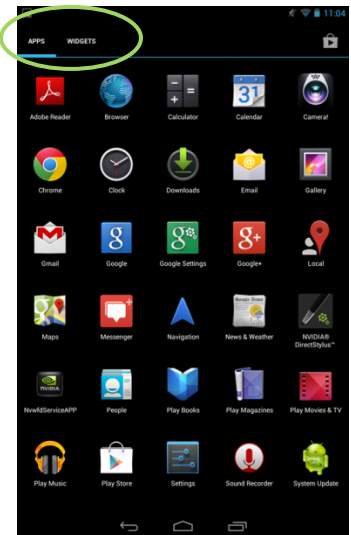 11:04
APPS WIDGETS
Adobe Reader Browser Calculator Calendar Camera!
31
Chrome Clock Downloads Email Gallery
Gmail Google Google Settings Google+ Local
Maps Messenger Navigation News & Weather NVIDIA®
DirectStylus™
NvwfdServiceAPP People Play Books Play Magazines Play Movies & TV
Play Music Play Store Settings Sound Recorder System Update